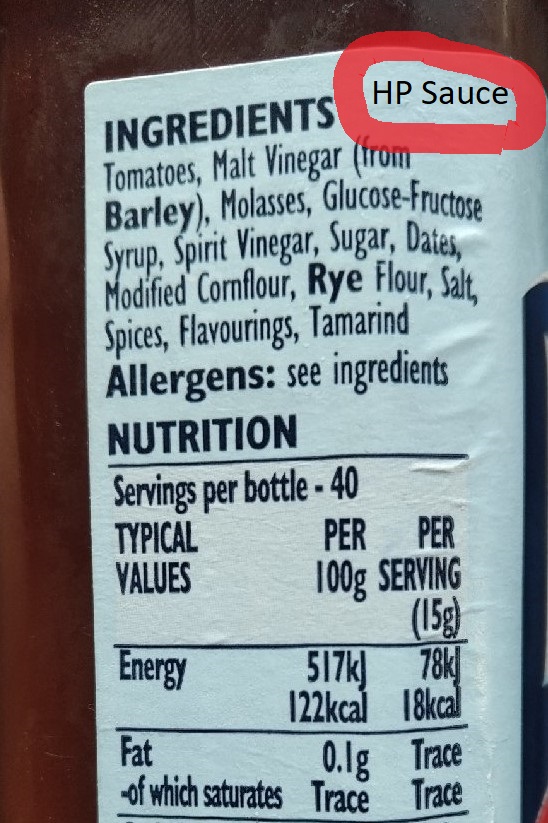 HP Sauce
INGREDIENTS
Tomatoes, Malt Vinegar (from
Barley), Molasses, Glucose-Fructose
Syrup, Spirit Vinegar, Sugar, Dates,
Modified Cornflour, Rye Flour, Salt,
Spices, Flavourings, Tamarind
Allergens: see ingredients
NUTRITION
Servings per bottle - 40
TYPICAL PER PER
VALUES 100g SERVING
(15g)
Energy 517kJ 78kJ
122kcal 18kcal
Fat 0.1g Trace
-of which saturates Trace Trace